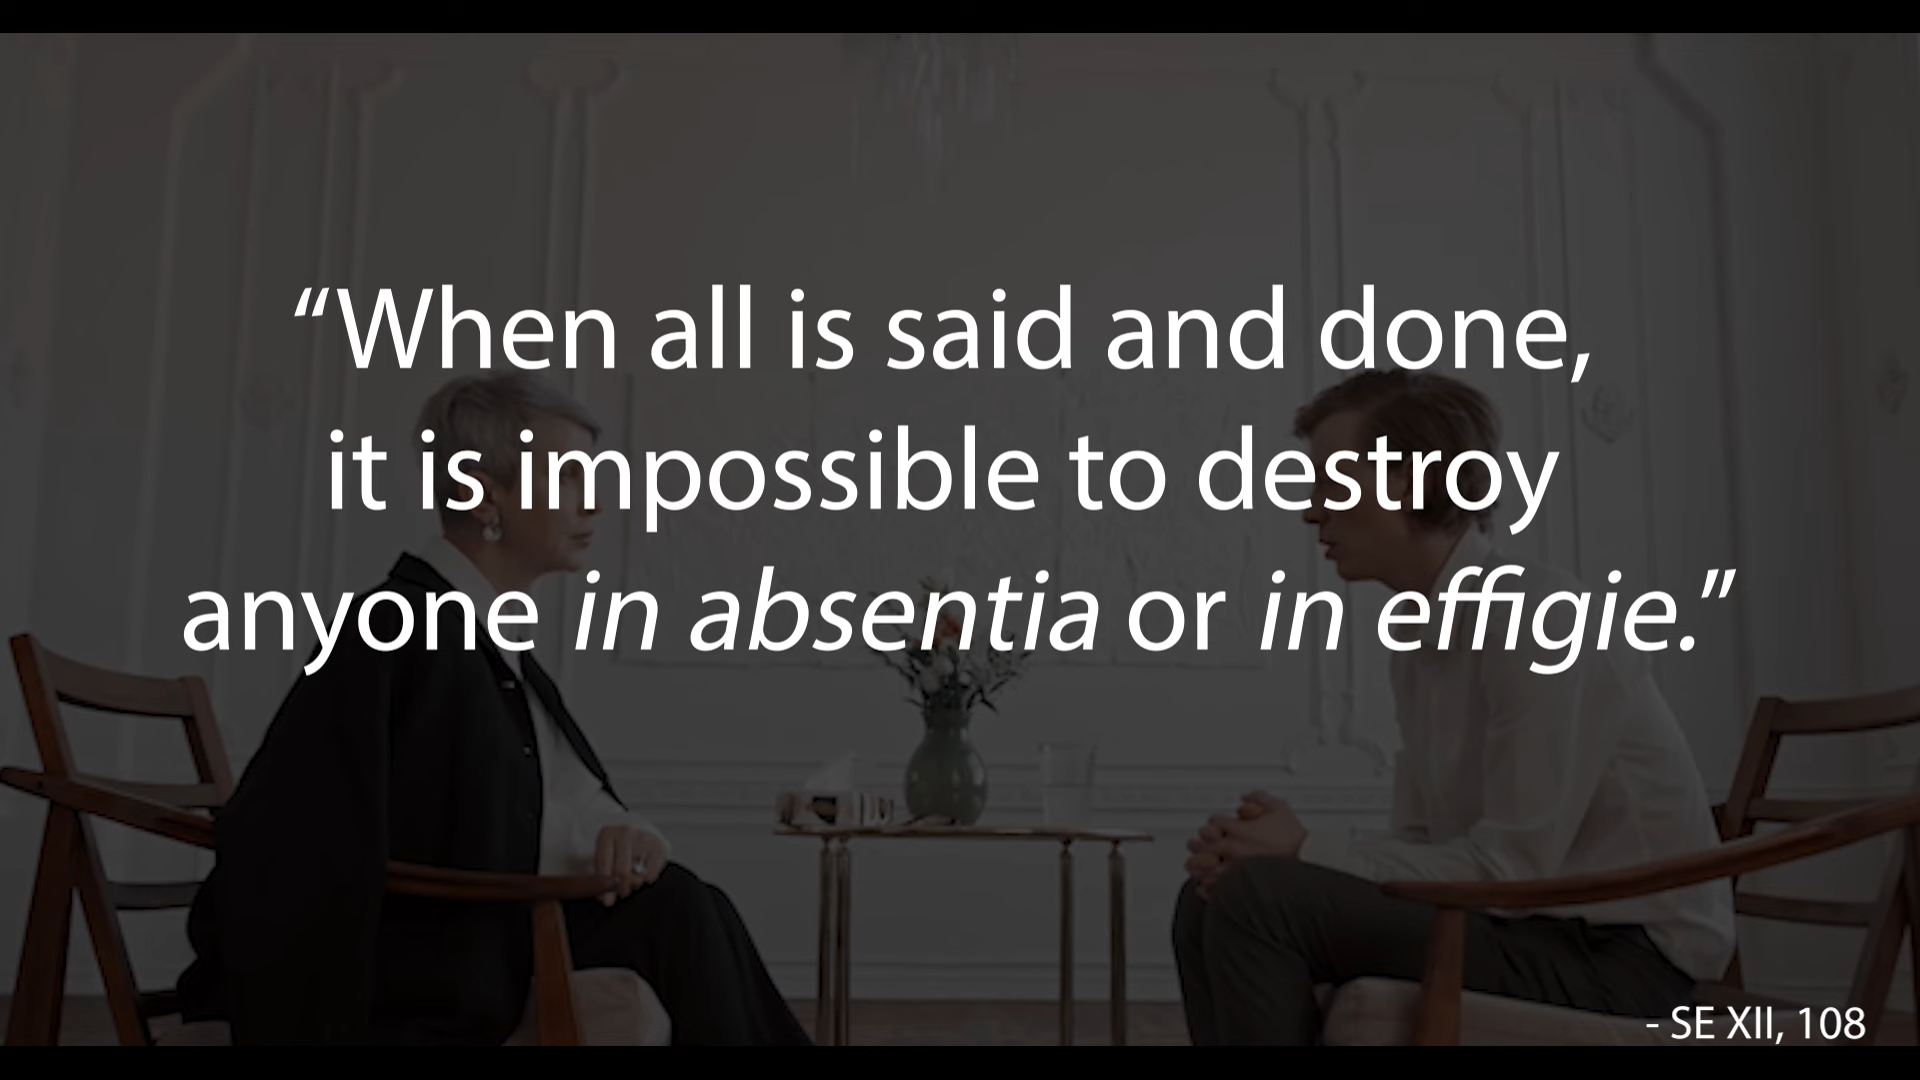 “When all is said and done,
it is impossible to destroy
anyone in absentia or in effigie.”
- SE XII, 108